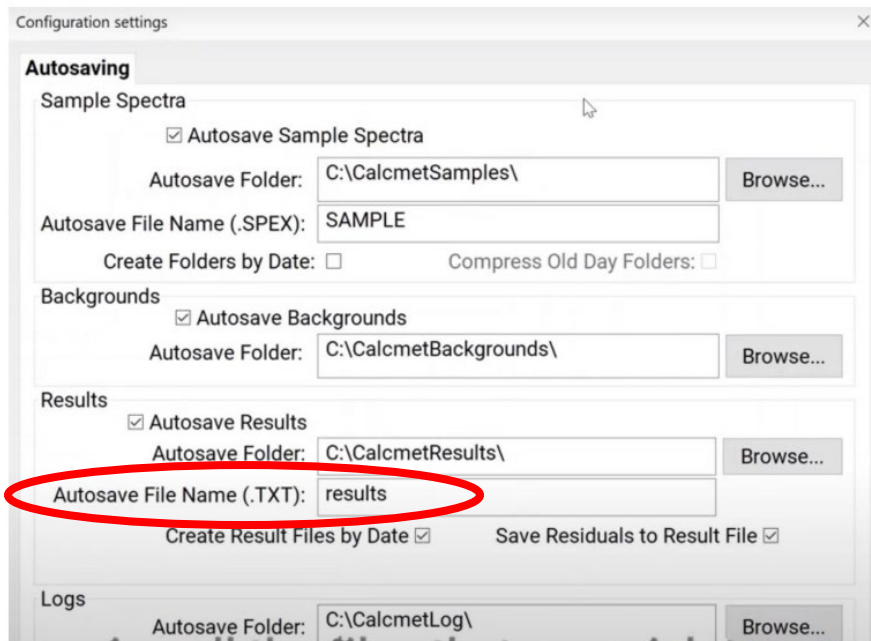 Configuration settings
Autosaving
Sample Spectra
Autosave Sample Spectra
Autosave Folder: C:\CalcmetSamples\ Browse...
Autosave File Name (.SPEX): SAMPLE
Create Folders by Date: Compress Old Day Folders:
Backgrounds
Autosave Backgrounds
Autosave Folder: C:\CalcmetBackgrounds\ Browse...
Results
Autosave Results
Autosave Folder: C:\CalcmetResults\ Browse...
Autosave File Name (.TXT): results
Create Result Files by Date Save Residuals to Result File
Logs
Autosave Folder: C:\CalcmetLog\ Browse...